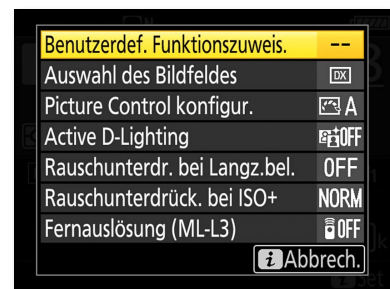 Benutzerdef. Funktionszuweis. --
Auswahl des Bildfeldes DX
Picture Control konfigur. A
Active D-Lighting OFF
Rauschunterdr. bei Langz.bel. OFF
Rauschunterdrück. bei ISO+ NORM
Fernauslösung (ML-L3) OFF
i Abbrech.